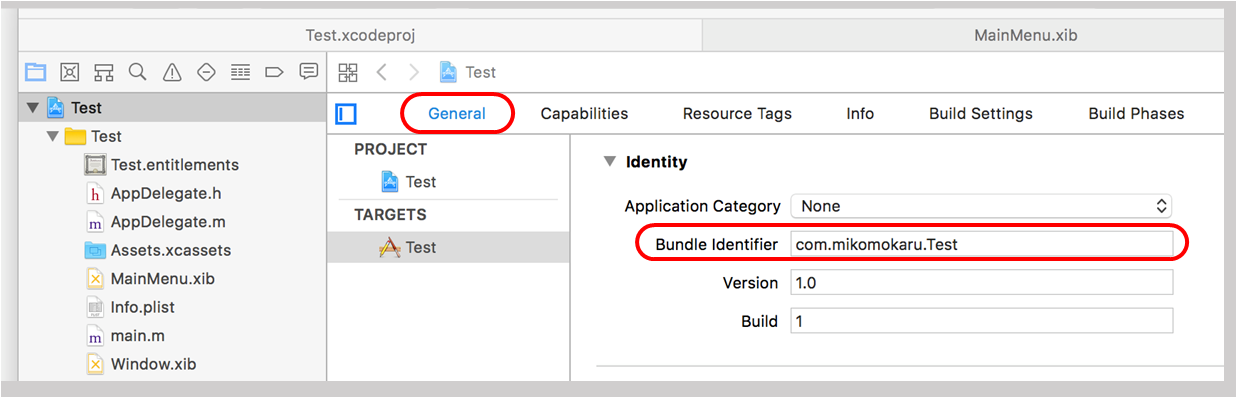 Test.xcodeproj MainMenu.xib
Test
Test
General Capabilities Resource Tags Info Build Settings Build Phases
Test
Test.entitlements
AppDelegate.h
AppDelegate.m
Assets.xcassets
MainMenu.xib
Info.plist
main.m
Window.xib
PROJECT
Test
TARGETS
Test
Identity
Application Category None
Bundle Identifier com.mikomokaru.Test
Version 1.0
Build 1